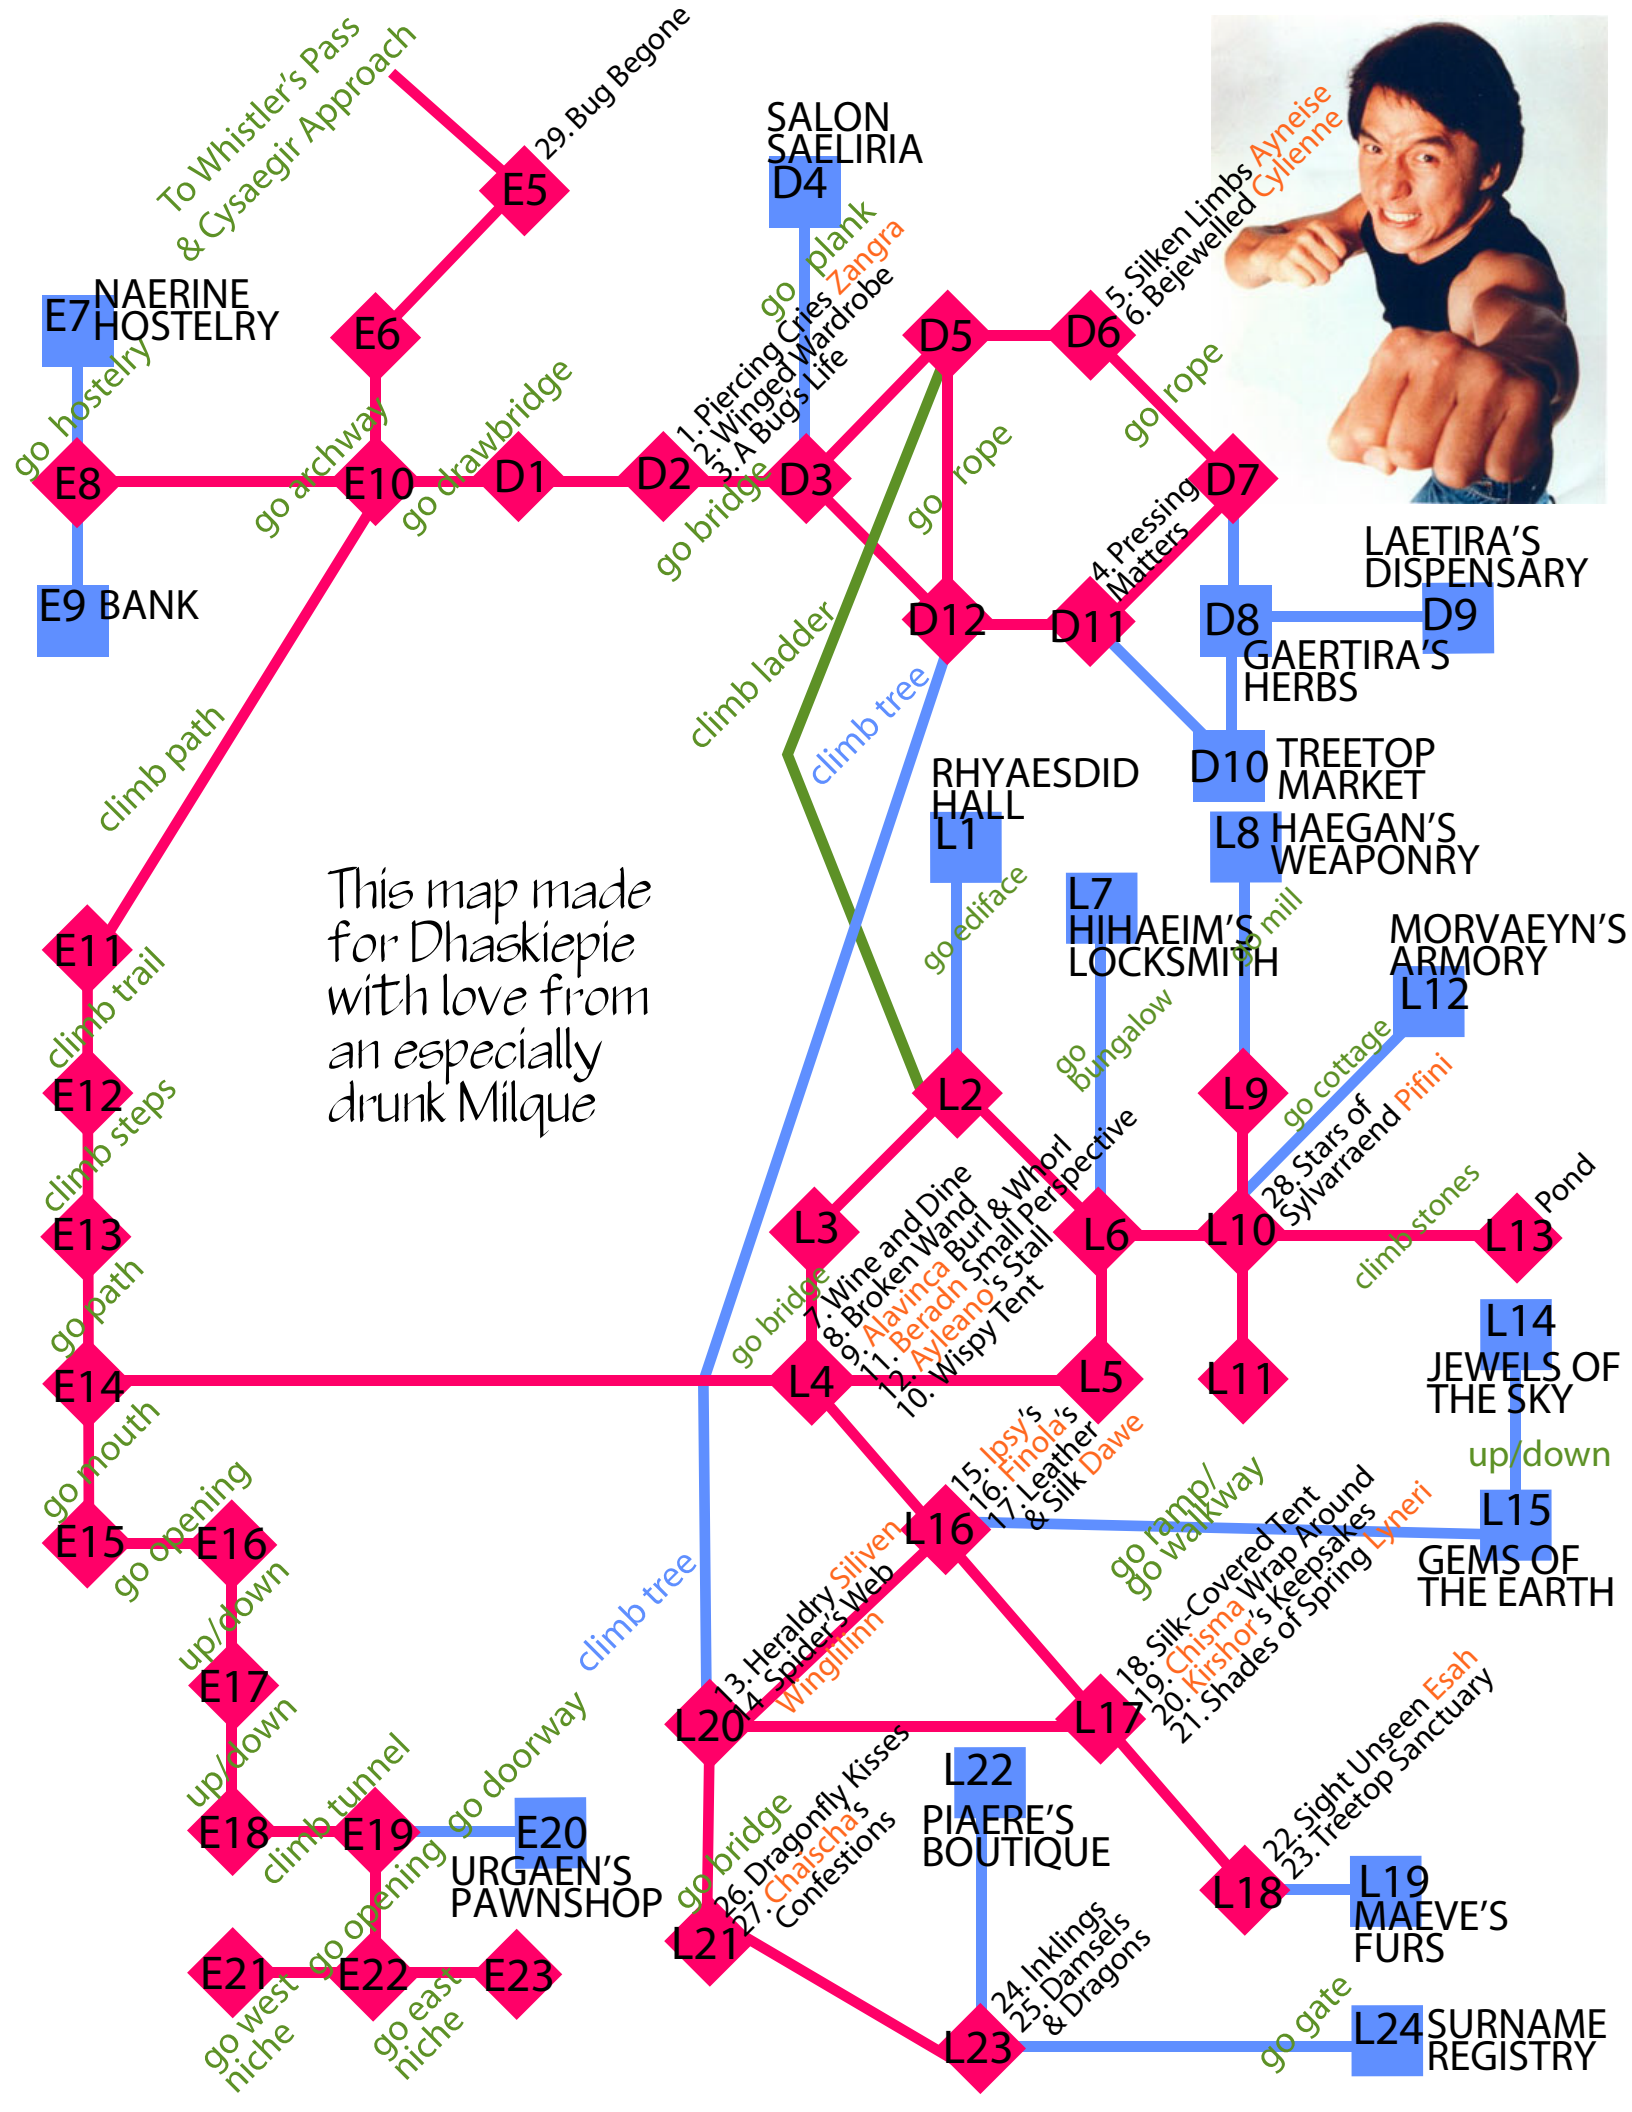 To Whistler's Pass
& Cysaegir Approach
29. Bug Begone
E5
SALON
SAELIRIA
D4
go plank
5. Silken Limbs Ayneise
6. Bejewelled Cylienne
NAERINE
HOSTELRY
E7
go hostelry
E6
1. Piercing Cries Zangra
2. Winged Wardrobe
3. A Bug's Life
D5
D6
go rope
go rope
E8
go archway
E10
go drawbridge
D1
D2
go bridge
D3
D7
4. Pressing
Matters
LAETIRA'S
DISPENSARY
E9 BANK
D12
D11
D8
D9
GAERTIRA'S
HERBS
climb ladder
climb tree
climb path
D10
TREETOP
MARKET
RHYAESDID
HALL
L1
L8
HAEGAN'S
WEAPONRY
L7
HIHAEIM'S
LOCKSMITH
go ediface
go mill
MORVAEYN'S
ARMORY
L12
This map made
for Dhaskiepie
with love from
an especially
drunk Milque
E11
climb trail
E12
climb steps
go
bungalow
go cottage
L2
L9
28. Stars of
Sylvarraend Pifini
E13
go path
L3
L6
L10
climb stones
L13
Pond
go bridge
7. Wine and Dine
8. Broken Wand
9. Alavinca Burl & Whorl
11. Beradn Small Perspective
12. Ayleano's Stall
10. Wispy Tent
L14
JEWELS OF
THE SKY
E14
L4
L5
L11
go mouth
up/down
15. Ipsy's
16. Finola's
17. Leather
& Silk Dawe
go ramp/
go walkway
E15
go opening
E16
L16
L15
GEMS OF
THE EARTH
up/down
climb tree
13. Heraldry Siliven
14 Spider's Web
Winglilinn
18. Silk-Covered Tent
19. Chisma Wrap Around
20. Kirshor's Keepsakes
21. Shades of Spring Lyneri
E17
up/down
L20
L17
22. Sight Unseen Esah
23. Treetop Sanctuary
climb tunnel
go doorway
E18
E19
E20
URGAEN'S
PAWNSHOP
L22
PIAERE'S
BOUTIQUE
go bridge
26. Dragonfly Kisses
27. Chaischa's
Confestions
L18
L19
MAEVE'S
FURS
go opening
E21
E22
E23
L21
go west
niche
go east
niche
24. Inklings
25. Damsels
& Dragons
L23
go gate
L24
SURNAME
REGISTRY